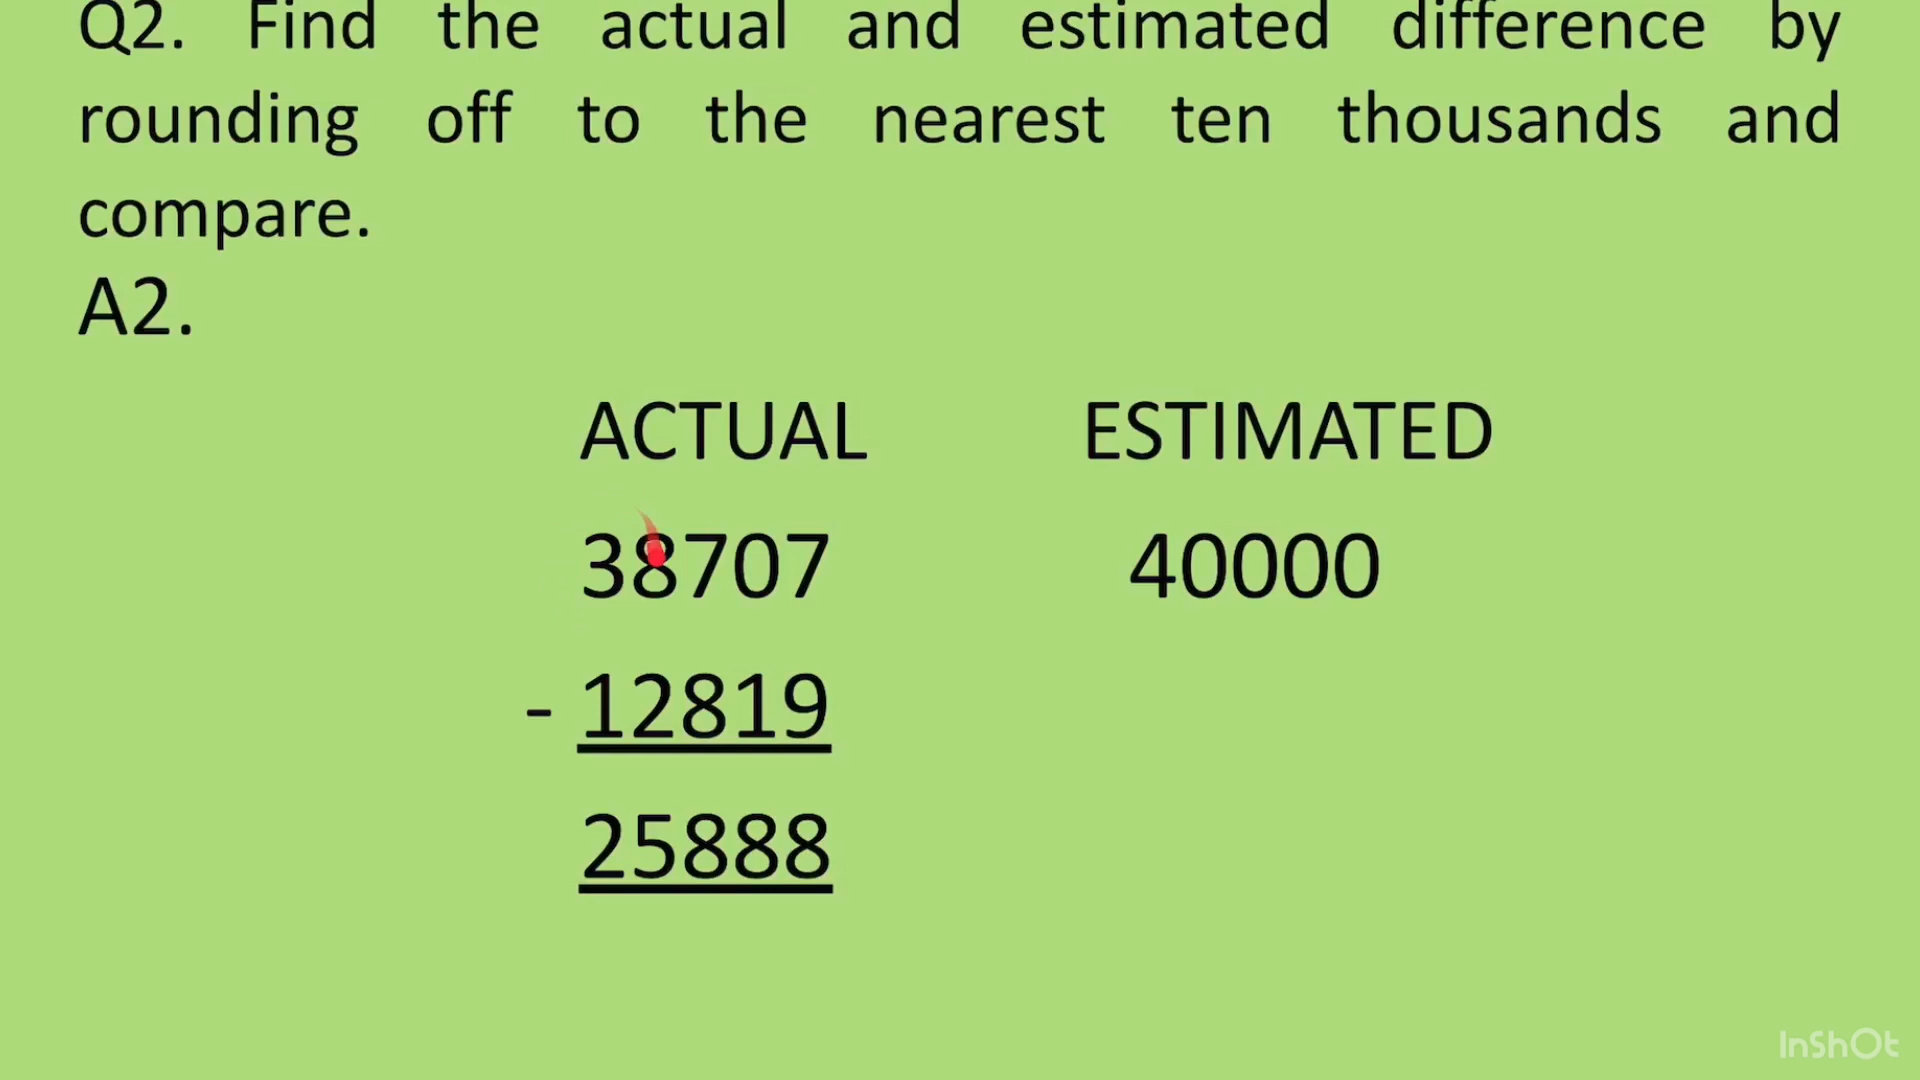 Q2. Find the actual and estimated difference by
rounding off to the nearest ten thousands and
compare.
A2.
ACTUAL ESTIMATED
38707 40000
- 12819
25888
InShOt